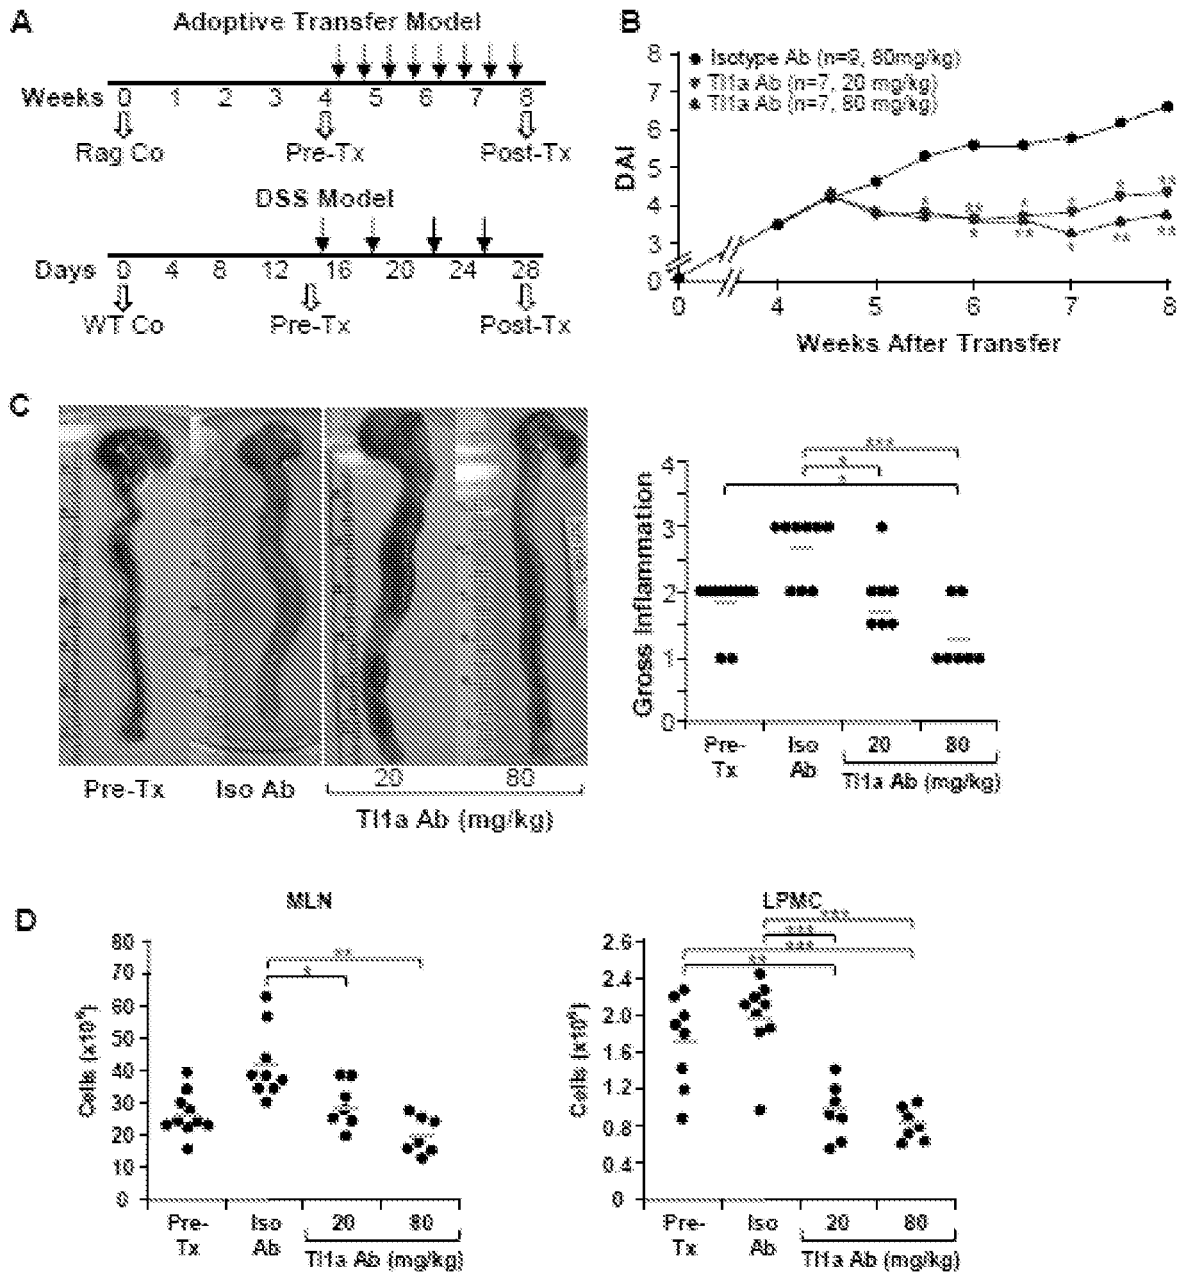 A
Adoptive Transfer Model
Weeks 0 1 2 3 4 5 6 7 8
Rag Co Pre-Tx Post-Tx
DSS Model
Days 0 4 8 12 16 20 24 28
WT Co Pre-Tx Post-Tx
B
Isotype Ab (n=9, 80mg/kg)
Tl1a Ab (n=7, 20 mg/kg)
Tl1a Ab (n=7, 80 mg/kg)
DAI
8
7
6
5
4
3
0
0 4 5 6 7 8
Weeks After Transfer
C
Pre-Tx Iso Ab 20 80
Tl1a Ab (mg/kg)
Gross Inflammation
4
3
2
1
0
*** * *
Pre-Tx Iso Ab 20 80
Tl1a Ab (mg/kg)
D
MLN
Cells (x10⁶)
80
70
60
50
40
30
20
10
0
** *
Pre-Tx Iso Ab 20 80
Tl1a Ab (mg/kg)
LPMC
Cells (x10⁶)
2.6
2.4
2.0
1.6
1.2
0.8
0.4
0
*** *** *** **
Pre-Tx Iso Ab 20 80
Tl1a Ab (mg/kg)